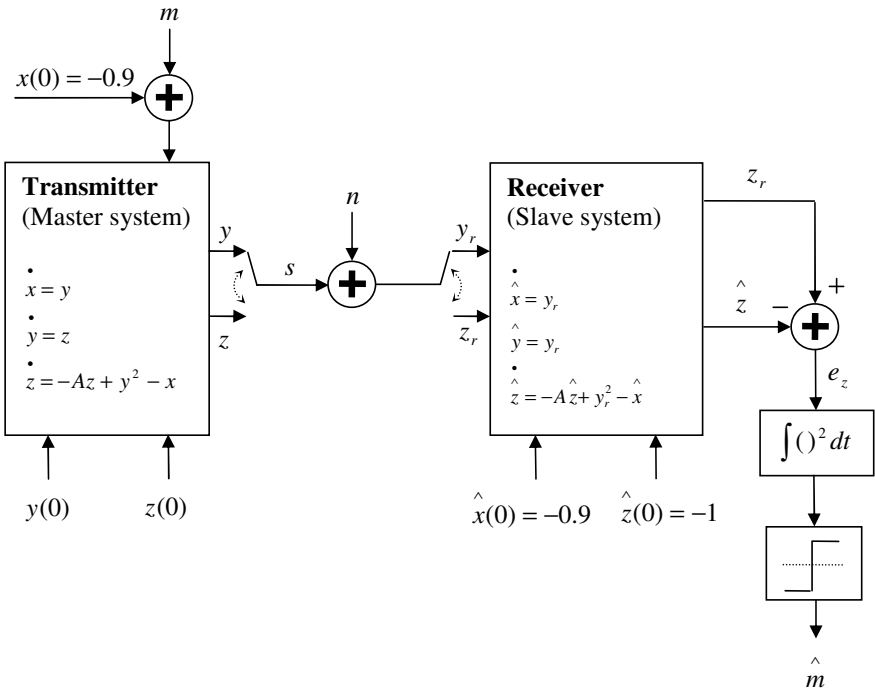 m
x(0) = −0.9
Transmitter
(Master system)
ẋ = y
ẏ = z
ż = −Az + y² − x
y
z
s
n
y_r
z_r
Receiver
(Slave system)
x̂̇ = y_r
ŷ = y_r
ẑ̇ = −Aẑ + y_r² − x̂
z_r
ẑ
−
+
e_z
∫()² dt
y(0)
z(0)
x̂(0) = −0.9
ẑ(0) = −1
m̂